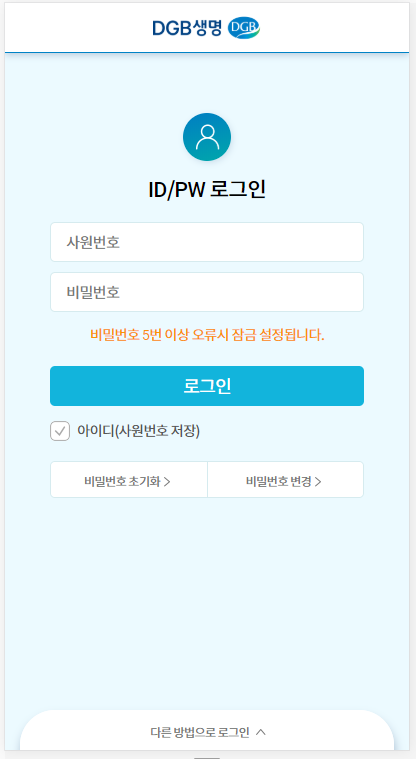 DGB생명 DGB
ID/PW 로그인
사원번호
비밀번호
비밀번호 5번 이상 오류시 잠금 설정됩니다.
로그인
아이디(사원번호 저장)
비밀번호 초기화 비밀번호 변경
다른 방법으로 로그인